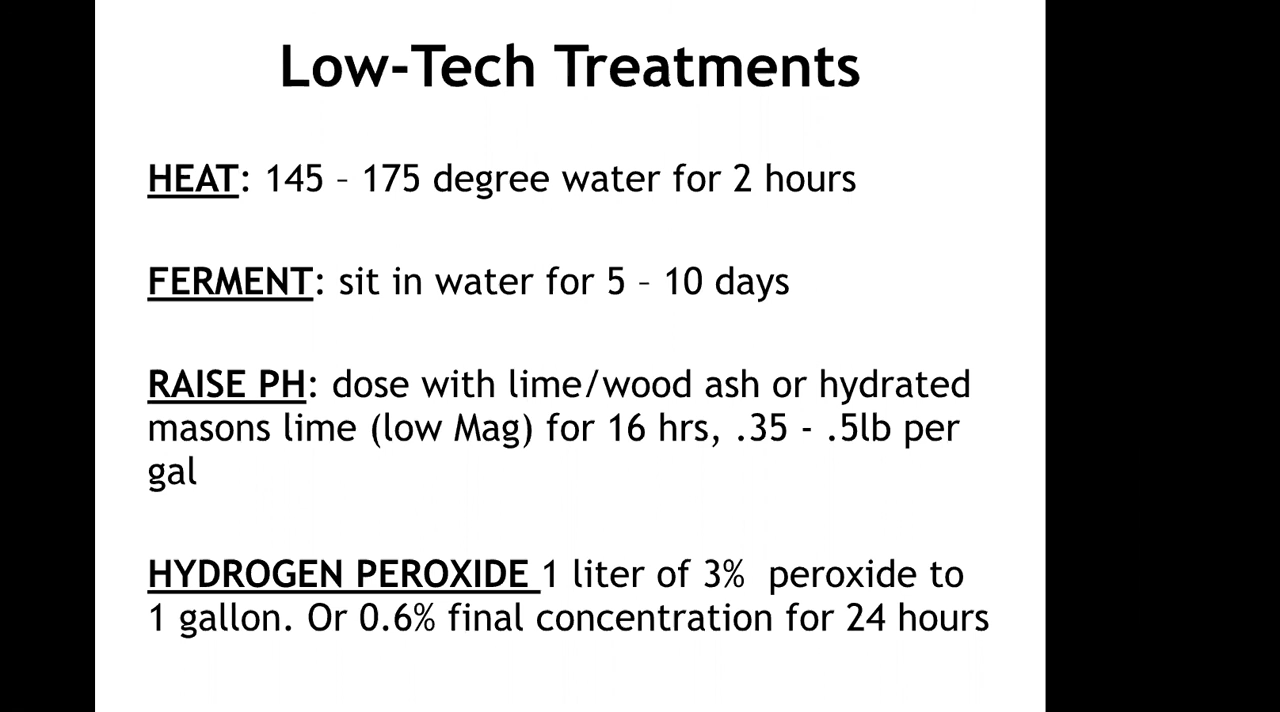 Low-Tech Treatments
HEAT: 145 – 175 degree water for 2 hours
FERMENT: sit in water for 5 – 10 days
RAISE PH: dose with lime/wood ash or hydrated
masons lime (low Mag) for 16 hrs, .35 - .5lb per
gal
HYDROGEN PEROXIDE 1 liter of 3%  peroxide to
1 gallon. Or 0.6% final concentration for 24 hours